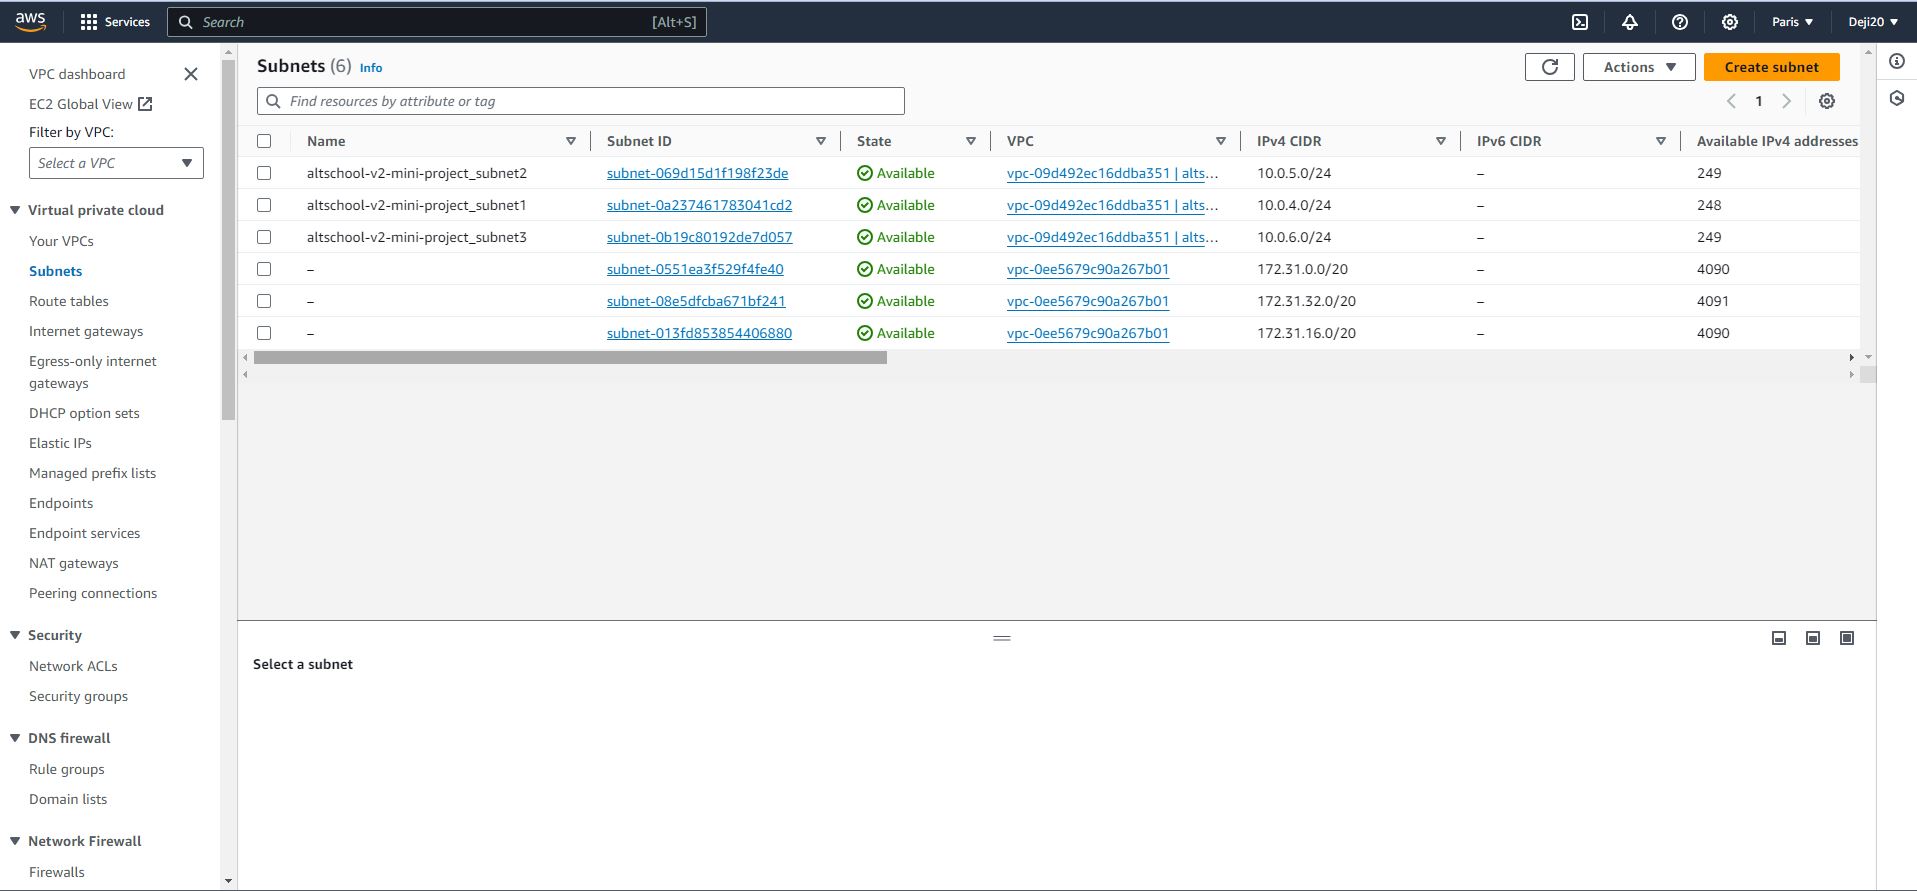 aws Services Search [Alt+S] Paris ▼ Deji20 ▼
VPC dashboard
EC2 Global View
Filter by VPC:
Select a VPC
Virtual private cloud
Your VPCs
Subnets
Route tables
Internet gateways
Egress-only internet
gateways
DHCP option sets
Elastic IPs
Managed prefix lists
Endpoints
Endpoint services
NAT gateways
Peering connections
Security
Network ACLs
Security groups
DNS firewall
Rule groups
Domain lists
Network Firewall
Firewalls
Subnets (6) Info
Actions Create subnet
Find resources by attribute or tag
1
Name Subnet ID State VPC IPv4 CIDR IPv6 CIDR Available IPv4 addresses
altschool-v2-mini-project_subnet2 subnet-069d15d1f198f23de Available vpc-09d492ec16ddba351 | alts... 10.0.5.0/24 – 249
altschool-v2-mini-project_subnet1 subnet-0a237461783041cd2 Available vpc-09d492ec16ddba351 | alts... 10.0.4.0/24 – 248
altschool-v2-mini-project_subnet3 subnet-0b19c80192de7d057 Available vpc-09d492ec16ddba351 | alts... 10.0.6.0/24 – 249
– subnet-0551ea3f529f4fe40 Available vpc-0ee5679c90a267b01 172.31.0.0/20 – 4090
– subnet-08e5dfcba671bf241 Available vpc-0ee5679c90a267b01 172.31.32.0/20 – 4091
– subnet-013fd853854406880 Available vpc-0ee5679c90a267b01 172.31.16.0/20 – 4090
Select a subnet